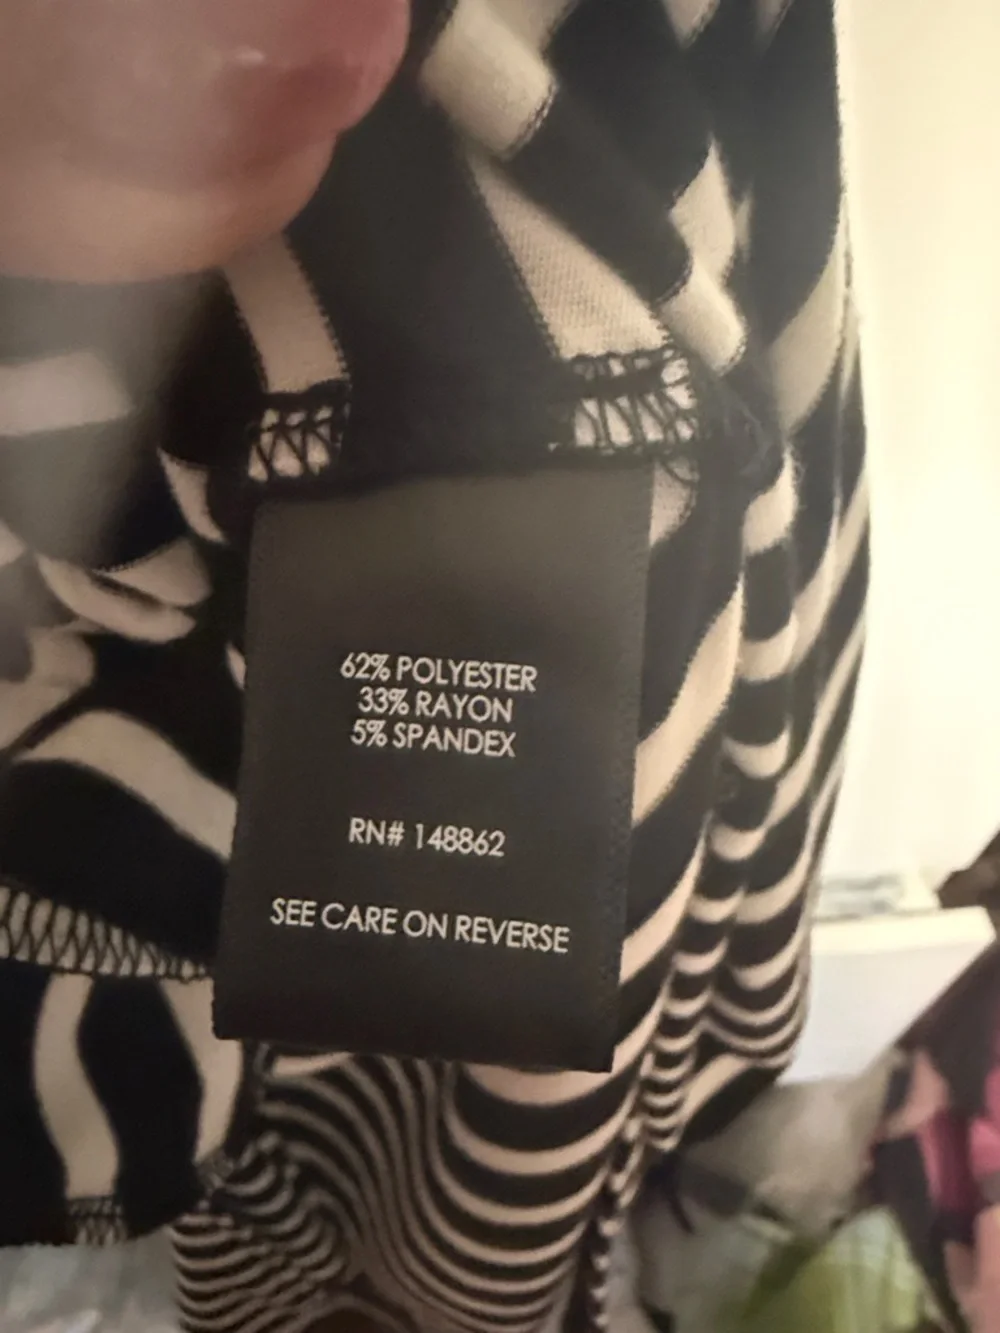 62% POLYESTER
33% RAYON
5% SPANDEX
RN# 148862
SEE CARE ON REVERSE